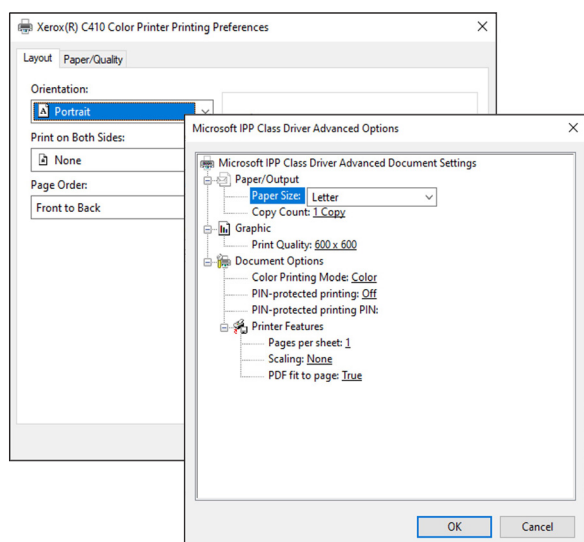 Xerox(R) C410 Color Printer Printing Preferences
Layout Paper/Quality
Orientation:
A Portrait
Print on Both Sides:
None
Page Order:
Front to Back
Microsoft IPP Class Driver Advanced Options
Microsoft IPP Class Driver Advanced Document Settings
Paper/Output
Paper Size: Letter
Copy Count: 1 Copy
Graphic
Print Quality: 600 x 600
Document Options
Color Printing Mode: Color
PIN-protected printing: Off
PIN-protected printing PIN:
Printer Features
Pages per sheet: 1
Scaling: None
PDF fit to page: True
OK Cancel